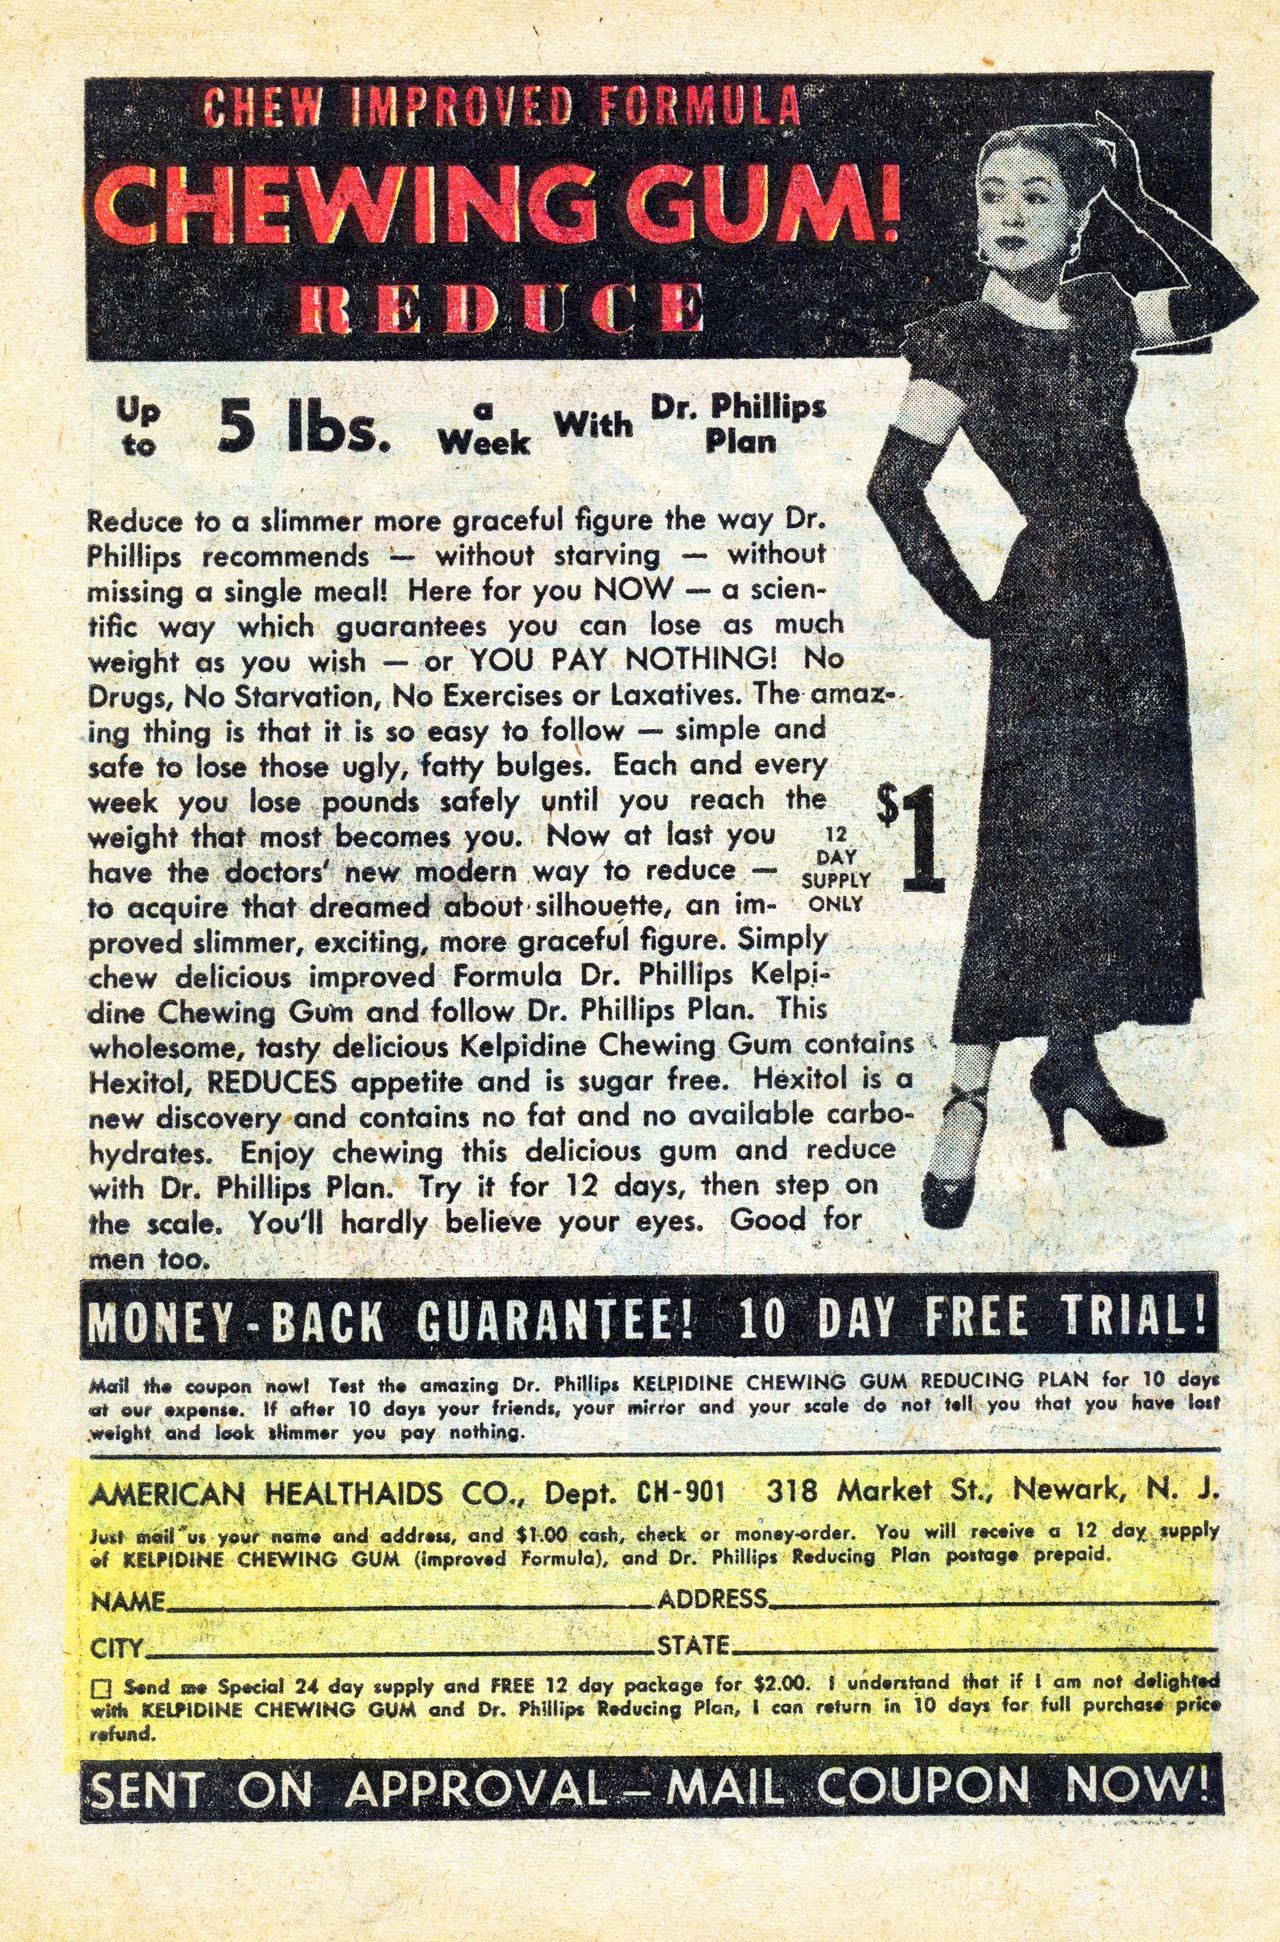 CHEW IMPROVED FORMULA
CHEWING GUM!
REDUCE
Up to 5 lbs. a Week With Dr. Phillips Plan
Reduce to a slimmer more graceful figure the way Dr.
Phillips recommends — without starving — without
missing a single meal! Here for you NOW — a scien-
tific way which guarantees you can lose as much
weight as you wish — or YOU PAY NOTHING! No
Drugs, No Starvation, No Exercises or Laxatives. The amaz-
ing thing is that it is so easy to follow — simple and
safe to lose those ugly, fatty bulges. Each and every
week you lose pounds safely until you reach the
weight that most becomes you. Now at last you
have the doctors' new modern way to reduce —
to acquire that dreamed about silhouette, an im-
proved slimmer, exciting, more graceful figure. Simply
chew delicious improved Formula Dr. Phillips Kelpi-
dine Chewing Gum and follow Dr. Phillips Plan. This
wholesome, tasty delicious Kelpidine Chewing Gum contains
Hexitol, REDUCES appetite and is sugar free. Hexitol is a
new discovery and contains no fat and no available carbo-
hydrates. Enjoy chewing this delicious gum and reduce
with Dr. Phillips Plan. Try it for 12 days, then step on
the scale. You'll hardly believe your eyes. Good for
men too.
12
DAY
SUPPLY
ONLY
$1
MONEY-BACK GUARANTEE! 10 DAY FREE TRIAL!
Mail the coupon now! Test the amazing Dr. Phillips KELPIDINE CHEWING GUM REDUCING PLAN for 10 days
at our expense. If after 10 days your friends, your mirror and your scale do not tell you that you have lost
weight and look slimmer you pay nothing.
AMERICAN HEALTHAIDS CO., Dept. CH-901 318 Market St., Newark, N. J.
Just mail us your name and address, and $1.00 cash, check or money-order. You will receive a 12 day supply
of KELPIDINE CHEWING GUM (improved Formula), and Dr. Phillips Reducing Plan postage prepaid.
NAME ADDRESS
CITY STATE
☐ Send me Special 24 day supply and FREE 12 day package for $2.00. I understand that if I am not delighted
with KELPIDINE CHEWING GUM and Dr. Phillips Reducing Plan, I can return in 10 days for full purchase price
refund.
SENT ON APPROVAL — MAIL COUPON NOW!